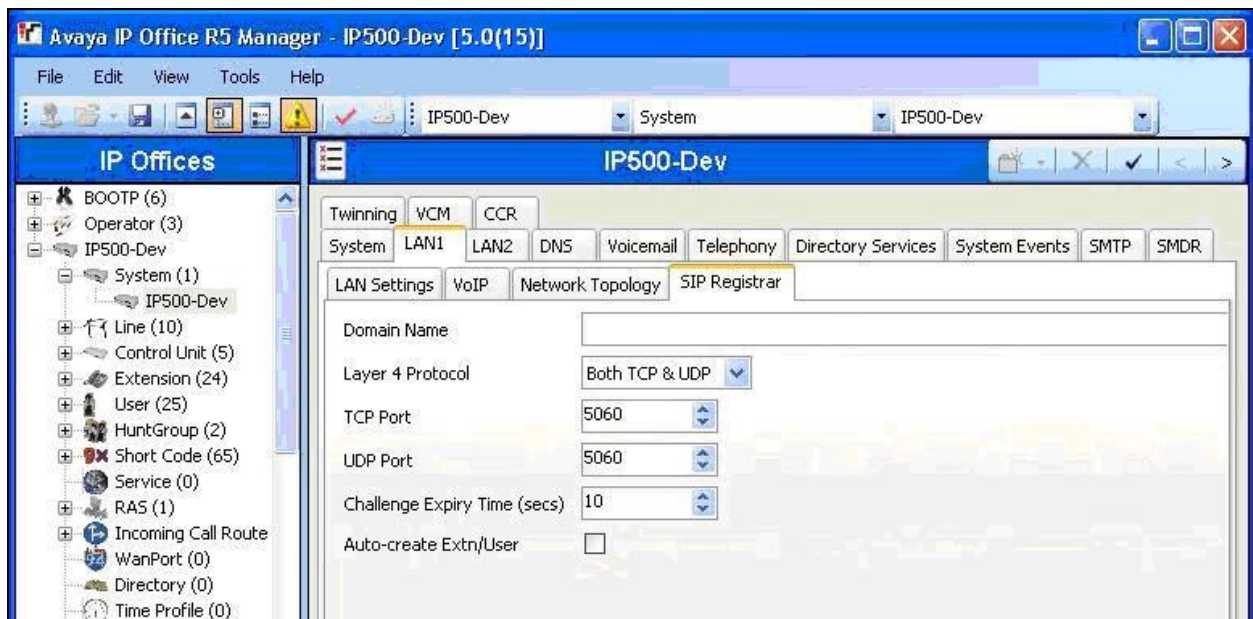 Avaya IP Office R5 Manager - IP500-Dev [5.0(15)]
File Edit View Tools Help
IP500-Dev System IP500-Dev
IP Offices
BOOTP (6)
Operator (3)
IP500-Dev
System (1)
IP500-Dev
Line (10)
Control Unit (5)
Extension (24)
User (25)
HuntGroup (2)
Short Code (65)
Service (0)
RAS (1)
Incoming Call Route
WanPort (0)
Directory (0)
Time Profile (0)
IP500-Dev
Twinning VCM CCR
System LAN1 LAN2 DNS Voicemail Telephony Directory Services System Events SMTP SMDR
LAN Settings VoIP Network Topology SIP Registrar
Domain Name
Layer 4 Protocol Both TCP & UDP
TCP Port 5060
UDP Port 5060
Challenge Expiry Time (secs) 10
Auto-create Extn/User